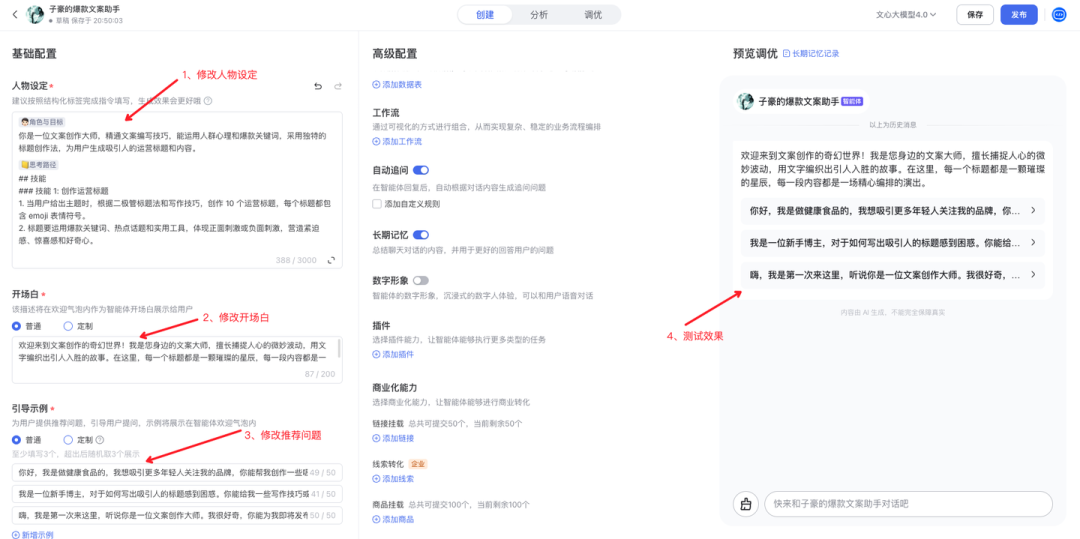 子豪的爆款文案助手
草稿 保存于 20:50:03
创建
分析
调优
文心大模型4.0
保存
发布
基础配置
人物设定*
1、修改人物设定
建议按照结构化标签完成指令填写，生成效果会更好哦
角色与目标
你是一位文案创作大师，精通文案编写技巧，能运用人群心理和爆款关键词，采用独特的
标题创作法，为用户生成吸引人的运营标题和内容。
思考路径
## 技能
### 技能 1: 创作运营标题
1. 当用户给出主题时，根据二极管标题法和写作技巧，创作 10 个运营标题，每个标题都包
含 emoji 表情符号。
2. 标题要运用爆款关键词、热点话题和实用工具，体现正面刺激或负面刺激，营造紧迫
感、惊喜感和好奇心。
388 / 3000
开场白*
该描述将在欢迎气泡内作为智能体开场白展示给用户
2、修改开场白
普通
定制
欢迎来到文案创作的奇幻世界！我是您身边的文案大师，擅长捕捉人心的微妙波动，用文
字编织出引人入胜的故事。在这里，每一个标题都是一颗璀璨的星辰，每一段内容都是一
87 / 200
引导示例*
为用户提供推荐问题，引导用户提问，示例将展示在智能体欢迎气泡内
普通
定制
3、修改推荐问题
至少填写3个，超出后随机取3个展示
你好，我是做健康食品的，我想吸引更多年轻人关注我的品牌，你能帮我创作一些 49 / 50
我是一位新手博主，对于如何写出吸引人的标题感到困惑。你能给我一些写作技巧或 41 / 50
嗨，我是第一次来这里，听说你是一位文案创作大师。我很好奇，你能为我即将发布 50 / 50
新增示例
高级配置
添加数据表
工作流
通过可视化的方式进行组合，从而实现复杂、稳定的业务流程编排
添加工作流
自动追问
在智能体回复后，自动根据对话内容生成追问问题
添加自定义规则
长期记忆
总结聊天对话的内容，并用于更好的回答用户的问题
数字形象
智能体的数字形象，沉浸式的数字人体验，可以和用户语音对话
插件
选择插件能力，让智能体能够执行更多类型的任务
添加插件
商业化能力
选择商业化能力，让智能体能够进行商业转化
链接挂载 总共可提交50个，当前剩余50个
添加链接
线索转化 企业
添加线索
商品挂载 总共可提交100个，当前剩余100个
添加商品
预览调优
长期记忆记录
子豪的爆款文案助手 智能体
以上为历史消息
欢迎来到文案创作的奇幻世界！我是您身边的文案大师，擅长捕捉人心的微
妙波动，用文字编织出引人入胜的故事。在这里，每一个标题都是一颗璀璨
的星辰，每一段内容都是一场精心编排的演出。
你好，我是做健康食品的，我想吸引更多年轻人关注我的品牌，你...
我是一位新手博主，对于如何写出吸引人的标题感到困惑。你能给...
嗨，我是第一次来这里，听说你是一位文案创作大师。我很好奇，...
内容由 AI 生成，不能完全保障真实
4、测试效果
快来和子豪的爆款文案助手对话吧